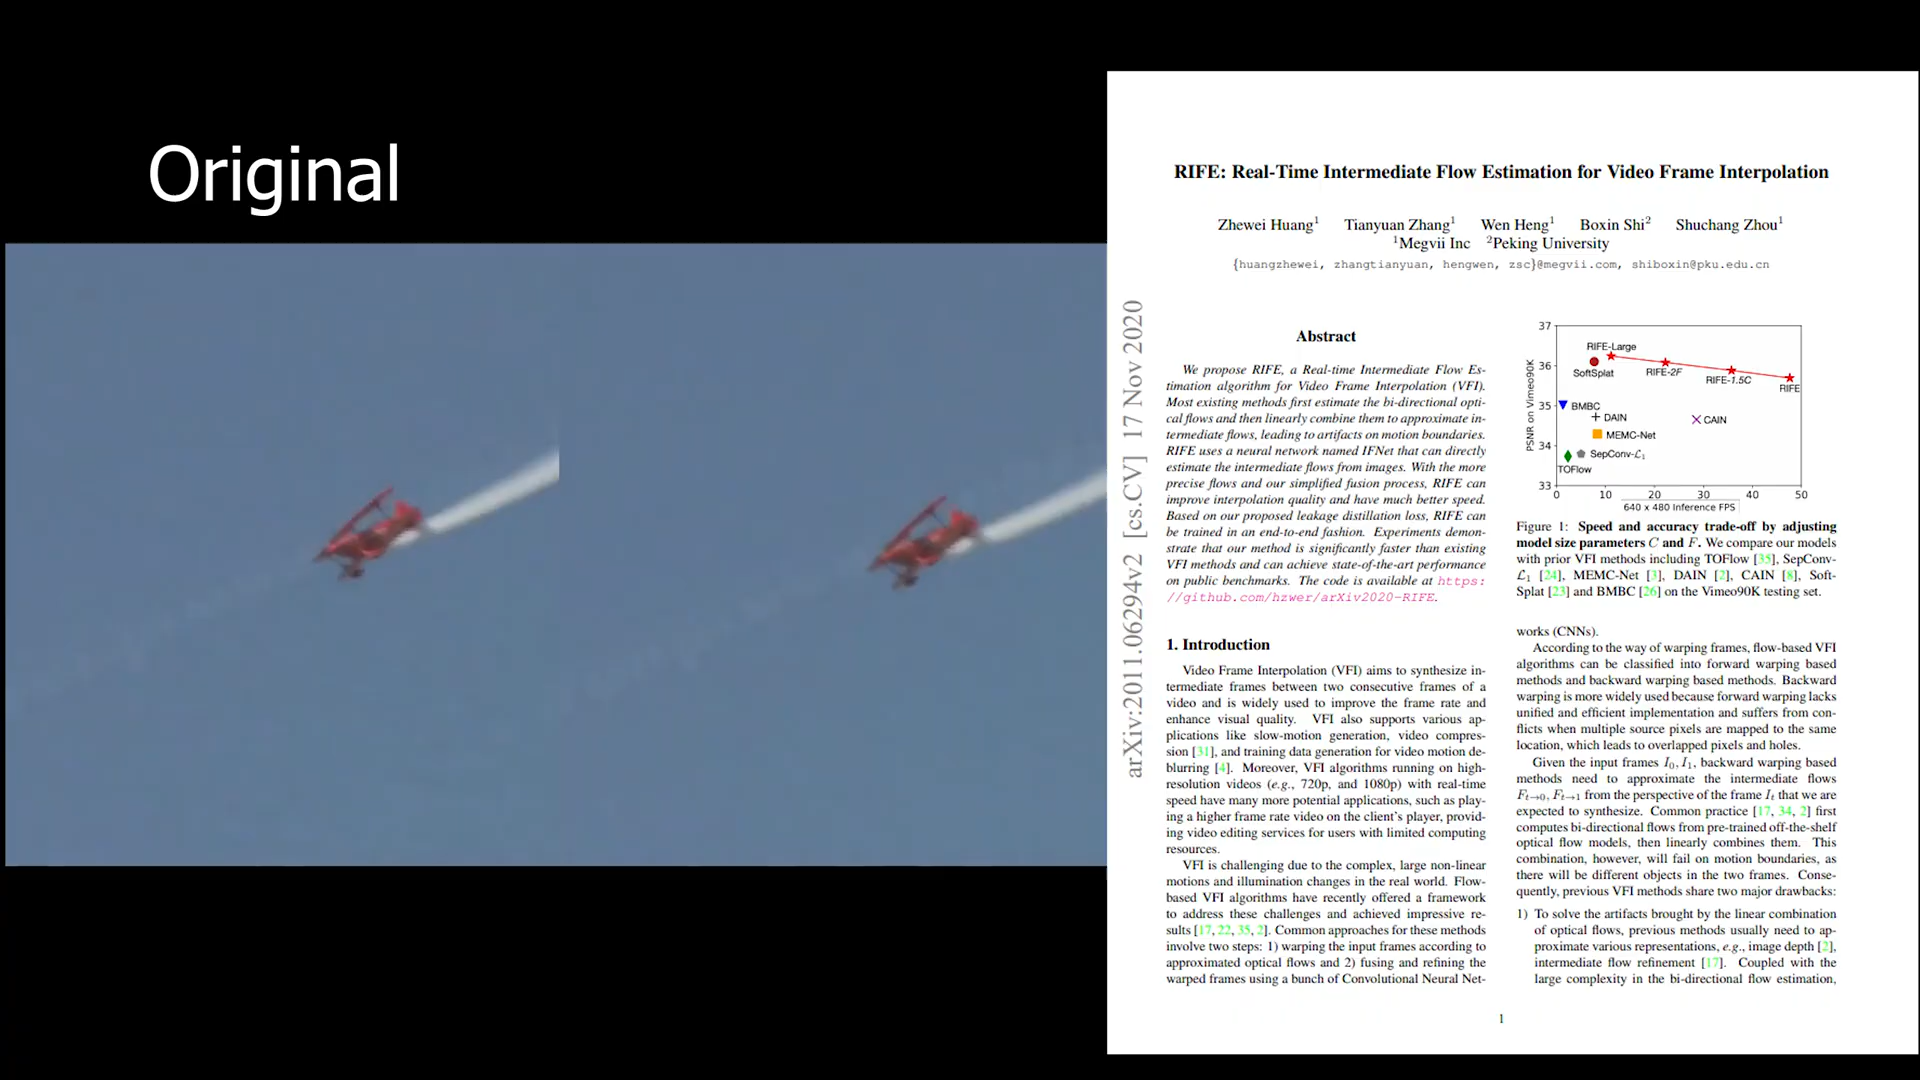 Original
RIFE: Real-Time Intermediate Flow Estimation for Video Frame Interpolation
Zhewei Huang1 Tianyuan Zhang1 Wen Heng1 Boxin Shi2 Shuchang Zhou1
1Megvii Inc 2Peking University
{huangzhewei, zhangtianyuan, hengwen, zsc}@megvii.com, shiboxin@pku.edu.cn
arXiv:2011.06294v2 [cs.CV] 17 Nov 2020
Abstract
We propose RIFE, a Real-time Intermediate Flow Es-
timation algorithm for Video Frame Interpolation (VFI).
Most existing methods first estimate the bi-directional opti-
cal flows and then linearly combine them to approximate in-
termediate flows, leading to artifacts on motion boundaries.
RIFE uses a neural network named IFNet that can directly
estimate the intermediate flows from images. With the more
precise flows and our simplified fusion process, RIFE can
improve interpolation quality and have much better speed.
Based on our proposed leakage distillation loss, RIFE can
be trained in an end-to-end fashion. Experiments demon-
strate that our method is significantly faster than existing
VFI methods and can achieve state-of-the-art performance
on public benchmarks. The code is available at https:
//github.com/hzwer/arXiv2020-RIFE.
1. Introduction
Video Frame Interpolation (VFI) aims to synthesize in-
termediate frames between two consecutive frames of a
video and is widely used to improve the frame rate and
enhance visual quality. VFI also supports various ap-
plications like slow-motion generation, video compres-
sion [31], and training data generation for video motion de-
blurring [4]. Moreover, VFI algorithms running on high-
resolution videos (e.g., 720p, and 1080p) with real-time
speed have many more potential applications, such as play-
ing a higher frame rate video on the client's player, provid-
ing video editing services for users with limited computing
resources.
VFI is challenging due to the complex, large non-linear
motions and illumination changes in the real world. Flow-
based VFI algorithms have recently offered a framework
to address these challenges and achieved impressive re-
sults [17, 22, 35, 2]. Common approaches for these methods
involve two steps: 1) warping the input frames according to
approximated optical flows and 2) fusing and refining the
warped frames using a bunch of Convolutional Neural Net-
PSNR on Vimeo90K
37
36
35
34
33
RIFE-Large
SoftSplat
RIFE-2F
RIFE-1.5C
RIFE
BMBC
DAIN
CAIN
MEMC-Net
SepConv-L1
TOFlow
0 10 20 30 40 50
640 x 480 Inference FPS
Figure 1: Speed and accuracy trade-off by adjusting
model size parameters C and F. We compare our models
with prior VFI methods including TOFlow [35], SepConv-
L1 [24], MEMC-Net [3], DAIN [2], CAIN [8], Soft-
Splat [23] and BMBC [26] on the Vimeo90K testing set.
works (CNNs).
According to the way of warping frames, flow-based VFI
algorithms can be classified into forward warping based
methods and backward warping based methods. Backward
warping is more widely used because forward warping lacks
unified and efficient implementation and suffers from con-
flicts when multiple source pixels are mapped to the same
location, which leads to overlapped pixels and holes.
Given the input frames I0, I1, backward warping based
methods need to approximate the intermediate flows
Ft→0, Ft→1 from the perspective of the frame It that we are
expected to synthesize. Common practice [17, 34, 2] first
computes bi-directional flows from pre-trained off-the-shelf
optical flow models, then linearly combines them. This
combination, however, will fail on motion boundaries, as
there will be different objects in the two frames. Conse-
quently, previous VFI methods share two major drawbacks:
1) To solve the artifacts brought by the linear combination
of optical flows, previous methods usually need to ap-
proximate various representations, e.g., image depth [2],
intermediate flow refinement [17]. Coupled with the
large complexity in the bi-directional flow estimation,
1